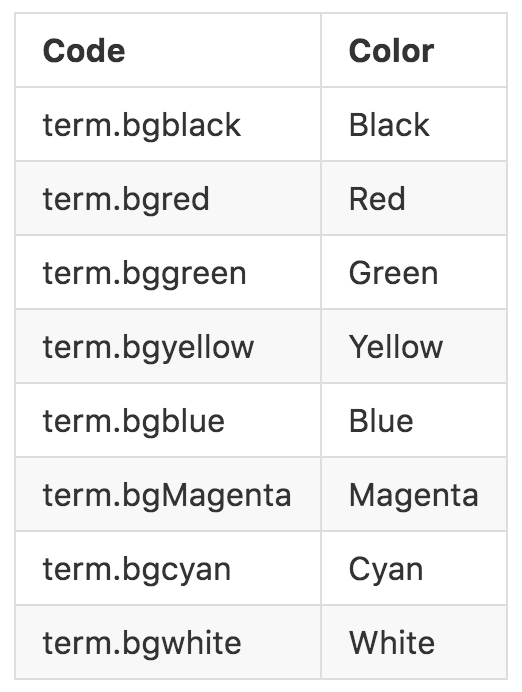 Code Color
term.bgblack Black
term.bgred Red
term.bggreen Green
term.bgyellow Yellow
term.bgblue Blue
term.bgMagenta Magenta
term.bgcyan Cyan
term.bgwhite White